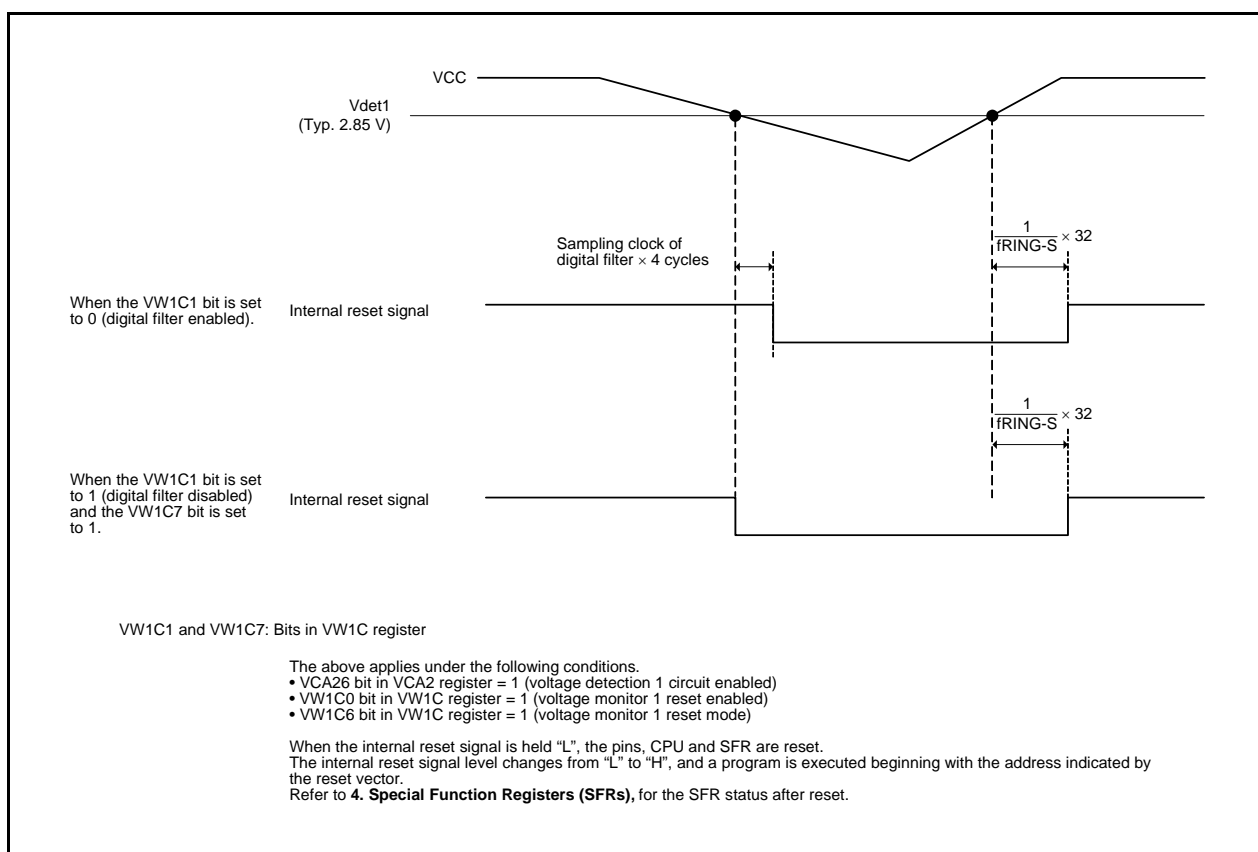 VCC
Vdet1
(Typ. 2.85 V)
Sampling clock of
digital filter × 4 cycles
1
fRING-S
× 32
When the VW1C1 bit is set
to 0 (digital filter enabled).
Internal reset signal
1
fRING-S
× 32
When the VW1C1 bit is set
to 1 (digital filter disabled)
and the VW1C7 bit is set
to 1.
Internal reset signal
VW1C1 and VW1C7: Bits in VW1C register
The above applies under the following conditions.
• VCA26 bit in VCA2 register = 1 (voltage detection 1 circuit enabled)
• VW1C0 bit in VW1C register = 1 (voltage monitor 1 reset enabled)
• VW1C6 bit in VW1C register = 1 (voltage monitor 1 reset mode)
When the internal reset signal is held “L”, the pins, CPU and SFR are reset.
The internal reset signal level changes from “L” to “H”, and a program is executed beginning with the address indicated by
the reset vector.
Refer to 4. Special Function Registers (SFRs), for the SFR status after reset.